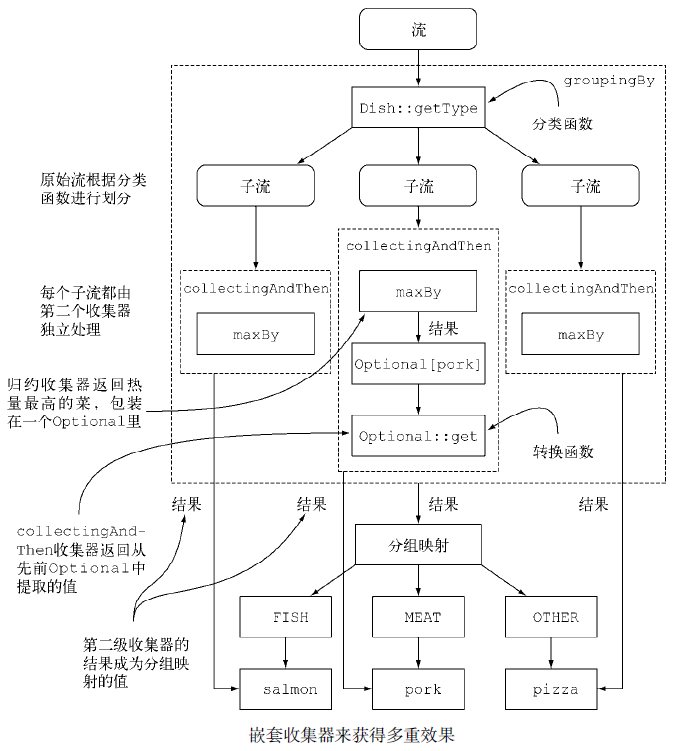 流
groupingBy
Dish::getType
分类函数
原始流根据分类
函数进行划分
子流
子流
子流
collectingAndThen
collectingAndThen
collectingAndThen
每个子流都由
第二个收集器
独立处理
maxBy
maxBy
maxBy
结果
Optional[pork]
归约收集器返回热
量最高的菜，包装
在一个Optional里
Optional::get
转换函数
结果
结果
结果
结果
collectingAnd-
Then收集器返回从
先前Optional中
提取的值
分组映射
FISH
MEAT
OTHER
第二级收集器的
结果成为分组映
射的值
salmon
pork
pizza
嵌套收集器来获得多重效果